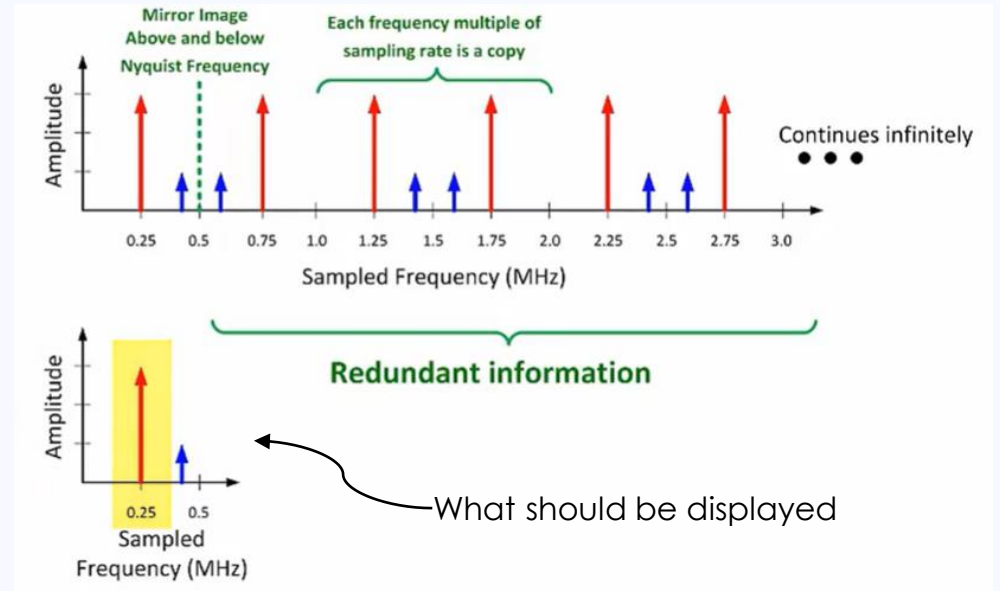 Mirror Image
Above and below
Nyquist Frequency
Each frequency multiple of
sampling rate is a copy
Amplitude
Continues infinitely
0.25 0.5 0.75 1.0 1.25 1.5 1.75 2.0 2.25 2.5 2.75 3.0
Sampled Frequency (MHz)
Redundant information
Amplitude
What should be displayed
0.25 0.5
Sampled
Frequency (MHz)